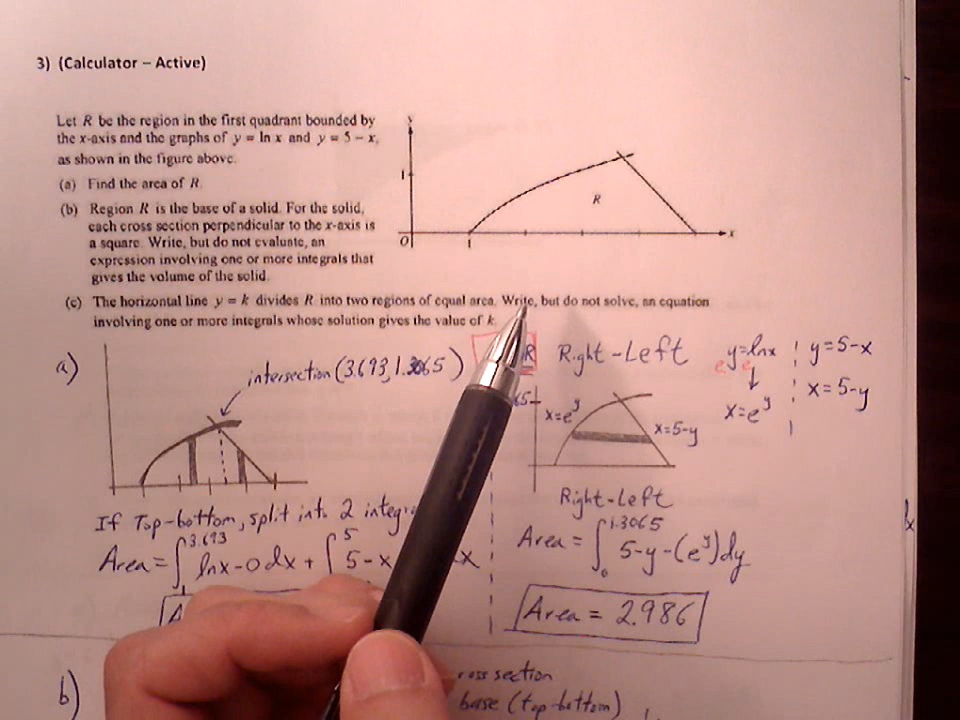 3) (Calculator – Active)
Let R be the region in the first quadrant bounded by
the x-axis and the graphs of y = ln x and y = 5 – x,
as shown in the figure above.
(a) Find the area of R.
(b) Region R is the base of a solid. For the solid,
each cross section perpendicular to the x-axis is
a square. Write, but do not evaluate, an
expression involving one or more integrals that
gives the volume of the solid.
y
1
R
O
1
x
(c) The horizontal line y = k divides R into two regions of equal area. Write, but do not solve, an equation
involving one or more integrals whose solution gives the value of k.
a)
intersection (3.693, 1.3065)
If Top-bottom, split into 2
Area = ∫₁^3.693 lnx - 0 dx + ∫ ^5 5-x
R Right-Left
y=lnx
e e
x=e^y
y=5-x
x=5-y
65
x=e^y
x=5-y
Right-Left
Area = ∫₀^1.3065 5-y-(e^y)dy
Area = 2.986
b)
section
base (top-bottom)